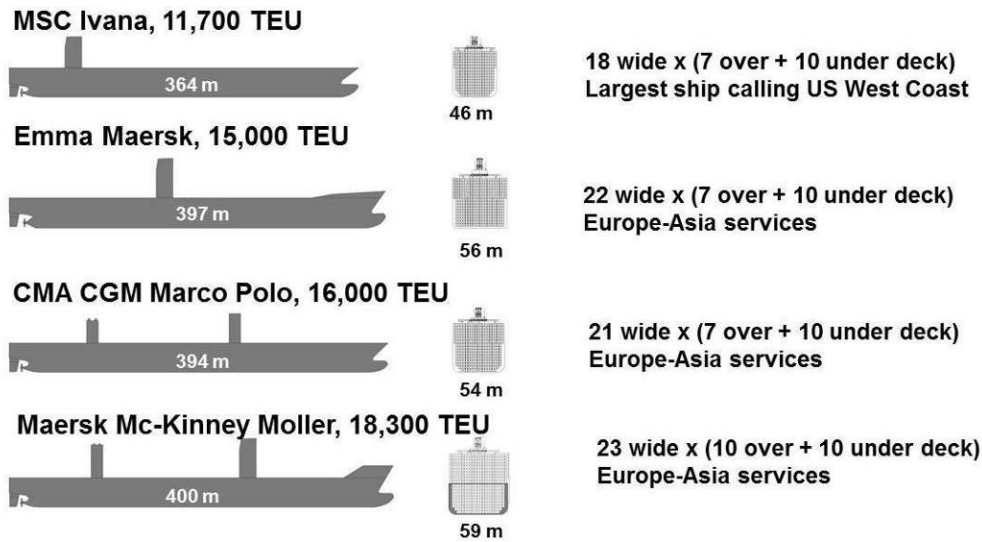 MSC Ivana, 11,700 TEU
364 m
46 m
18 wide x (7 over + 10 under deck)
Largest ship calling US West Coast
Emma Maersk, 15,000 TEU
397 m
56 m
22 wide x (7 over + 10 under deck)
Europe-Asia services
CMA CGM Marco Polo, 16,000 TEU
394 m
54 m
21 wide x (7 over + 10 under deck)
Europe-Asia services
Maersk Mc-Kinney Moller, 18,300 TEU
400 m
59 m
23 wide x (10 over + 10 under deck)
Europe-Asia services